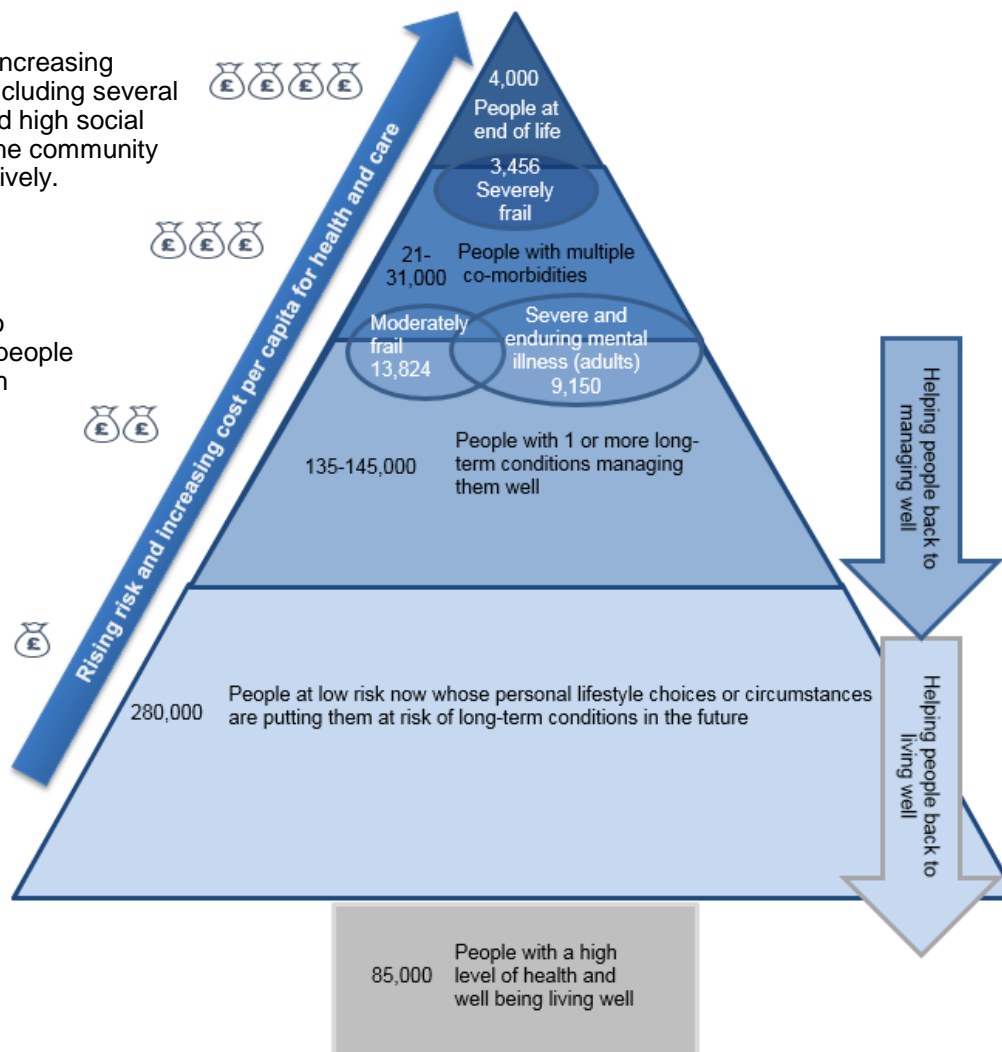 increasing
cluding several
d high social
ne community
ively.
people
Rising risk and increasing cost per capita for health and care
£ £ £ £
£ £ £
£ £
£
4,000
People at
end of life
3,456
Severely
frail
21-
31,000
People with multiple
co-morbidities
Moderately
frail
13,824
Severe and
enduring mental
illness (adults)
9,150
135-145,000
People with 1 or more long-
term conditions managing
them well
280,000
People at low risk now whose personal lifestyle choices or circumstances
are putting them at risk of long-term conditions in the future
85,000
People with a high
level of health and
well being living well
Helping people back to
managing well
Helping people back to
living well